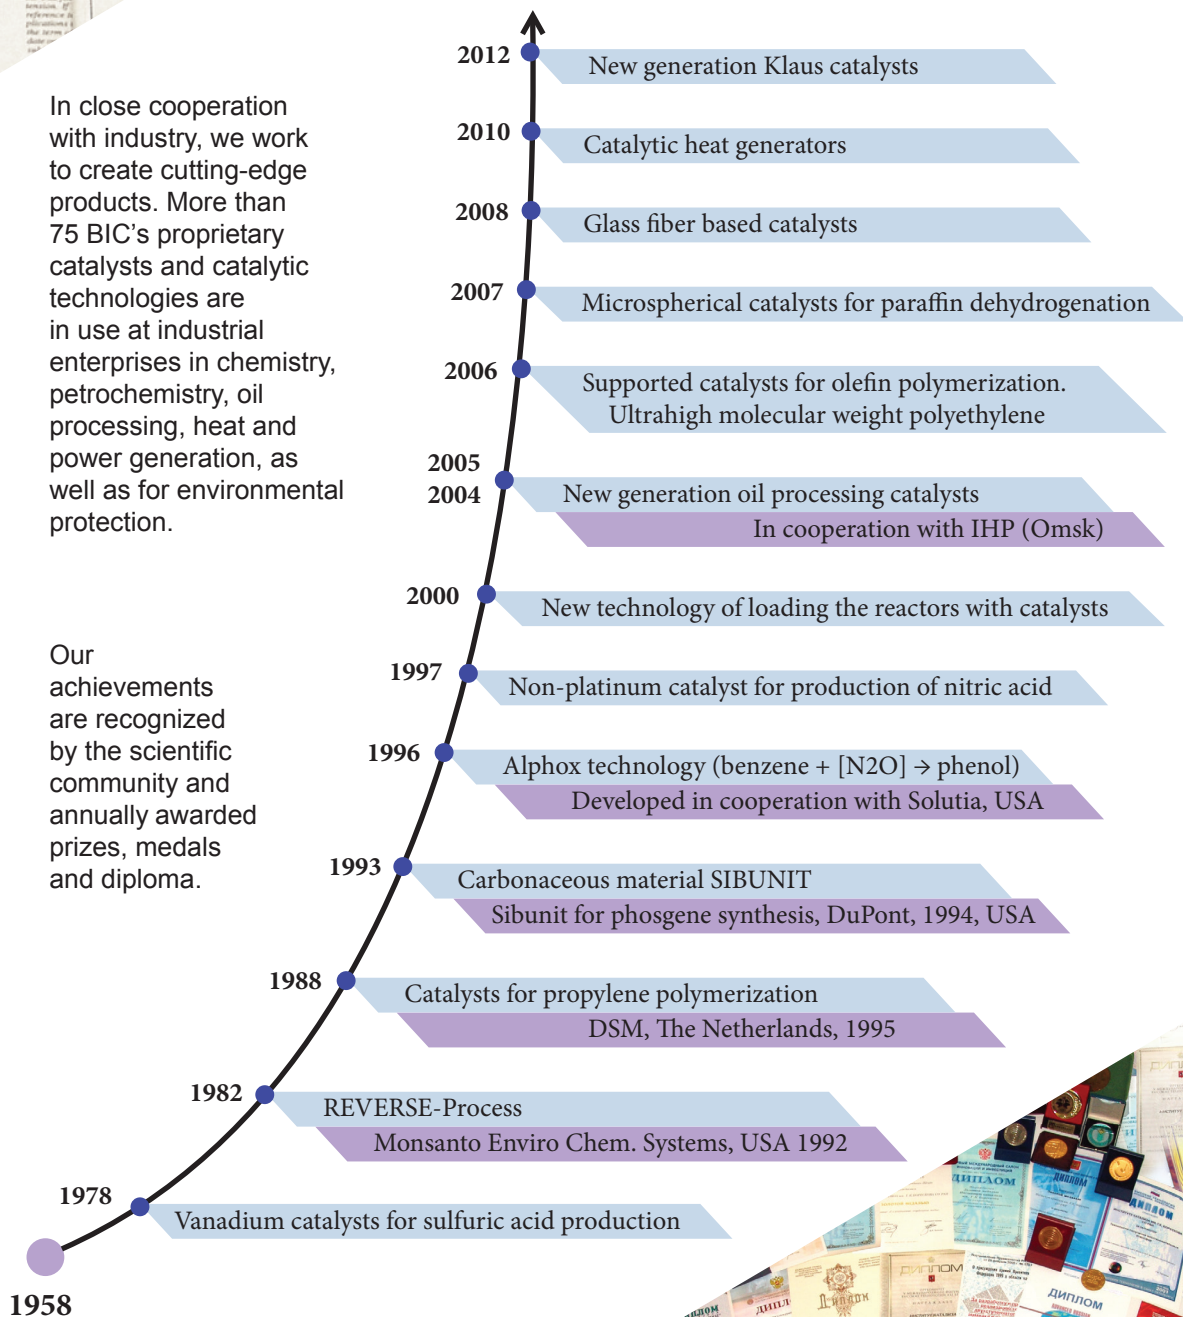 tension. If
In close cooperation
with industry, we work
to create cutting-edge
products. More than
75 BIC's proprietary
catalysts and catalytic
technologies are
in use at industrial
enterprises in chemistry,
petrochemistry, oil
processing, heat and
power generation, as
well as for environmental
protection.
Our
achievements
are recognized
by the scientific
community and
annually awarded
prizes, medals
and diploma.
2012
New generation Klaus catalysts
2010
Catalytic heat generators
2008
Glass fiber based catalysts
2007
Microspherical catalysts for paraffin dehydrogenation
2006
Supported catalysts for olefin polymerization.
Ultrahigh molecular weight polyethylene
2005
2004
New generation oil processing catalysts
In cooperation with IHP (Omsk)
2000
New technology of loading the reactors with catalysts
1997
Non-platinum catalyst for production of nitric acid
1996
Alphox technology (benzene + [N2O] → phenol)
Developed in cooperation with Solutia, USA
1993
Carbonaceous material SIBUNIT
Sibunit for phosgene synthesis, DuPont, 1994, USA
1988
Catalysts for propylene polymerization
DSM, The Netherlands, 1995
1982
REVERSE-Process
Monsanto Enviro Chem. Systems, USA 1992
1978
Vanadium catalysts for sulfuric acid production
1958
ДИПЛОМ
ДИПЛОМ
ДИПЛОМ
ДИПЛОМ
Диплом
ДИПЛОМ